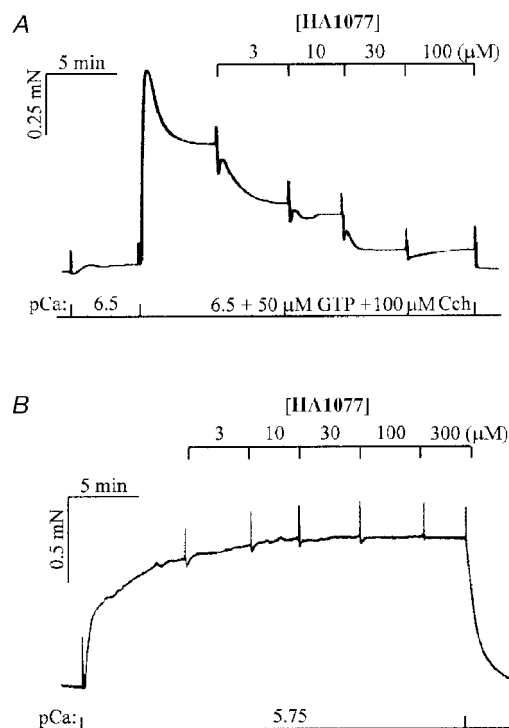 A
[HA1077]
5 min
3 10 30 100 (μM)
0.25 mN
pCa: 6.5 6.5 + 50 μM GTP +100 μM Cch
B
[HA1077]
3 10 30 100 300 (μM)
5 min
0.5 mN
pCa: 5.75